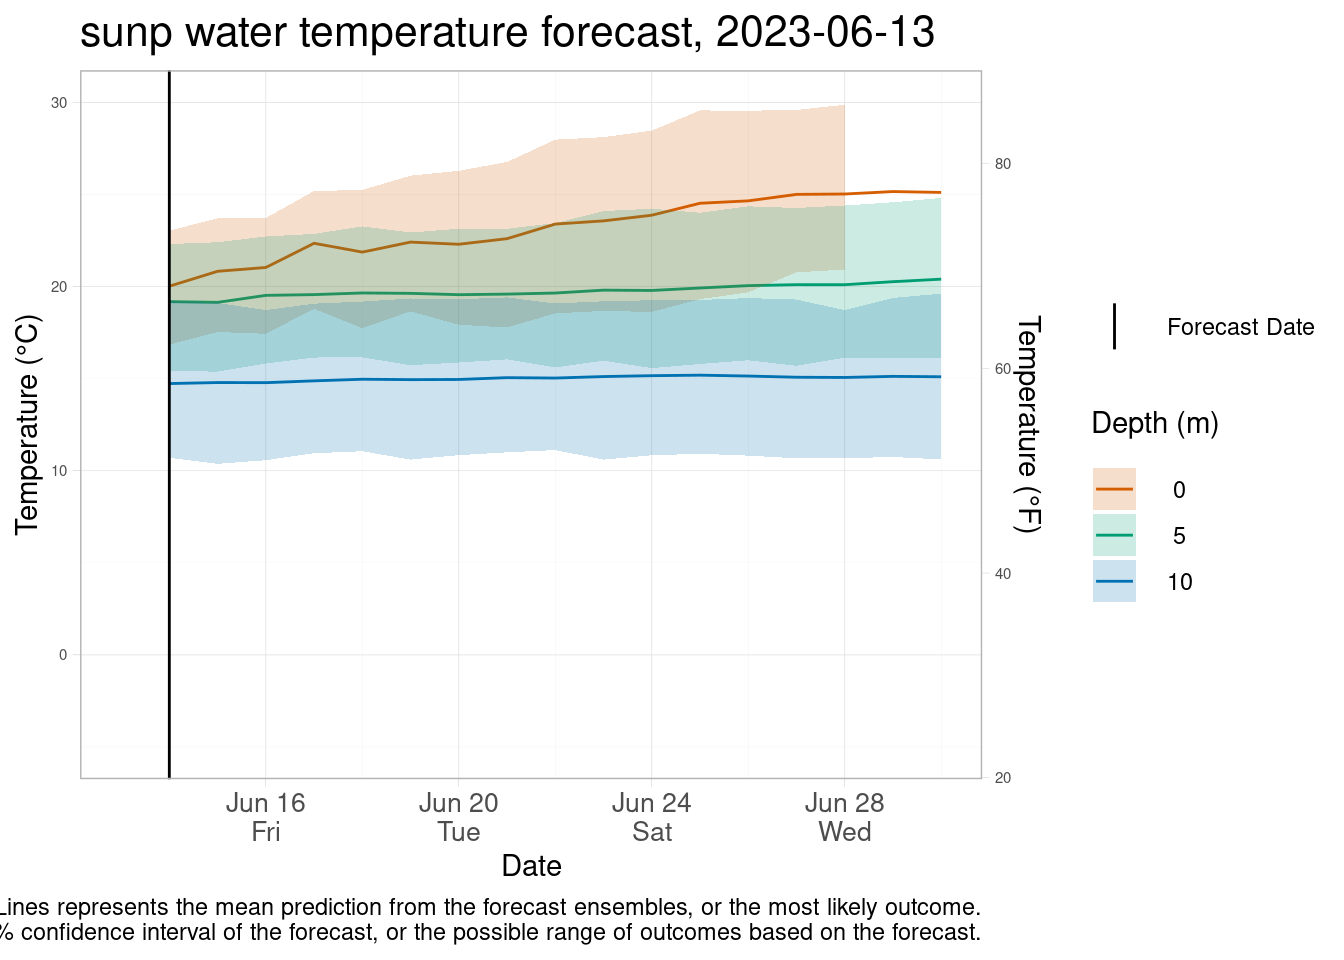 sunp water temperature forecast, 2023-06-13
30
20
10
0
Temperature (°C)
80
60
40
20
Temperature (°F)
Jun 16
Fri
Jun 20
Tue
Jun 24
Sat
Jun 28
Wed
Date
Forecast Date
Depth (m)
0
5
10
Lines represents the mean prediction from the forecast ensembles, or the most likely outcome.
% confidence interval of the forecast, or the possible range of outcomes based on the forecast.